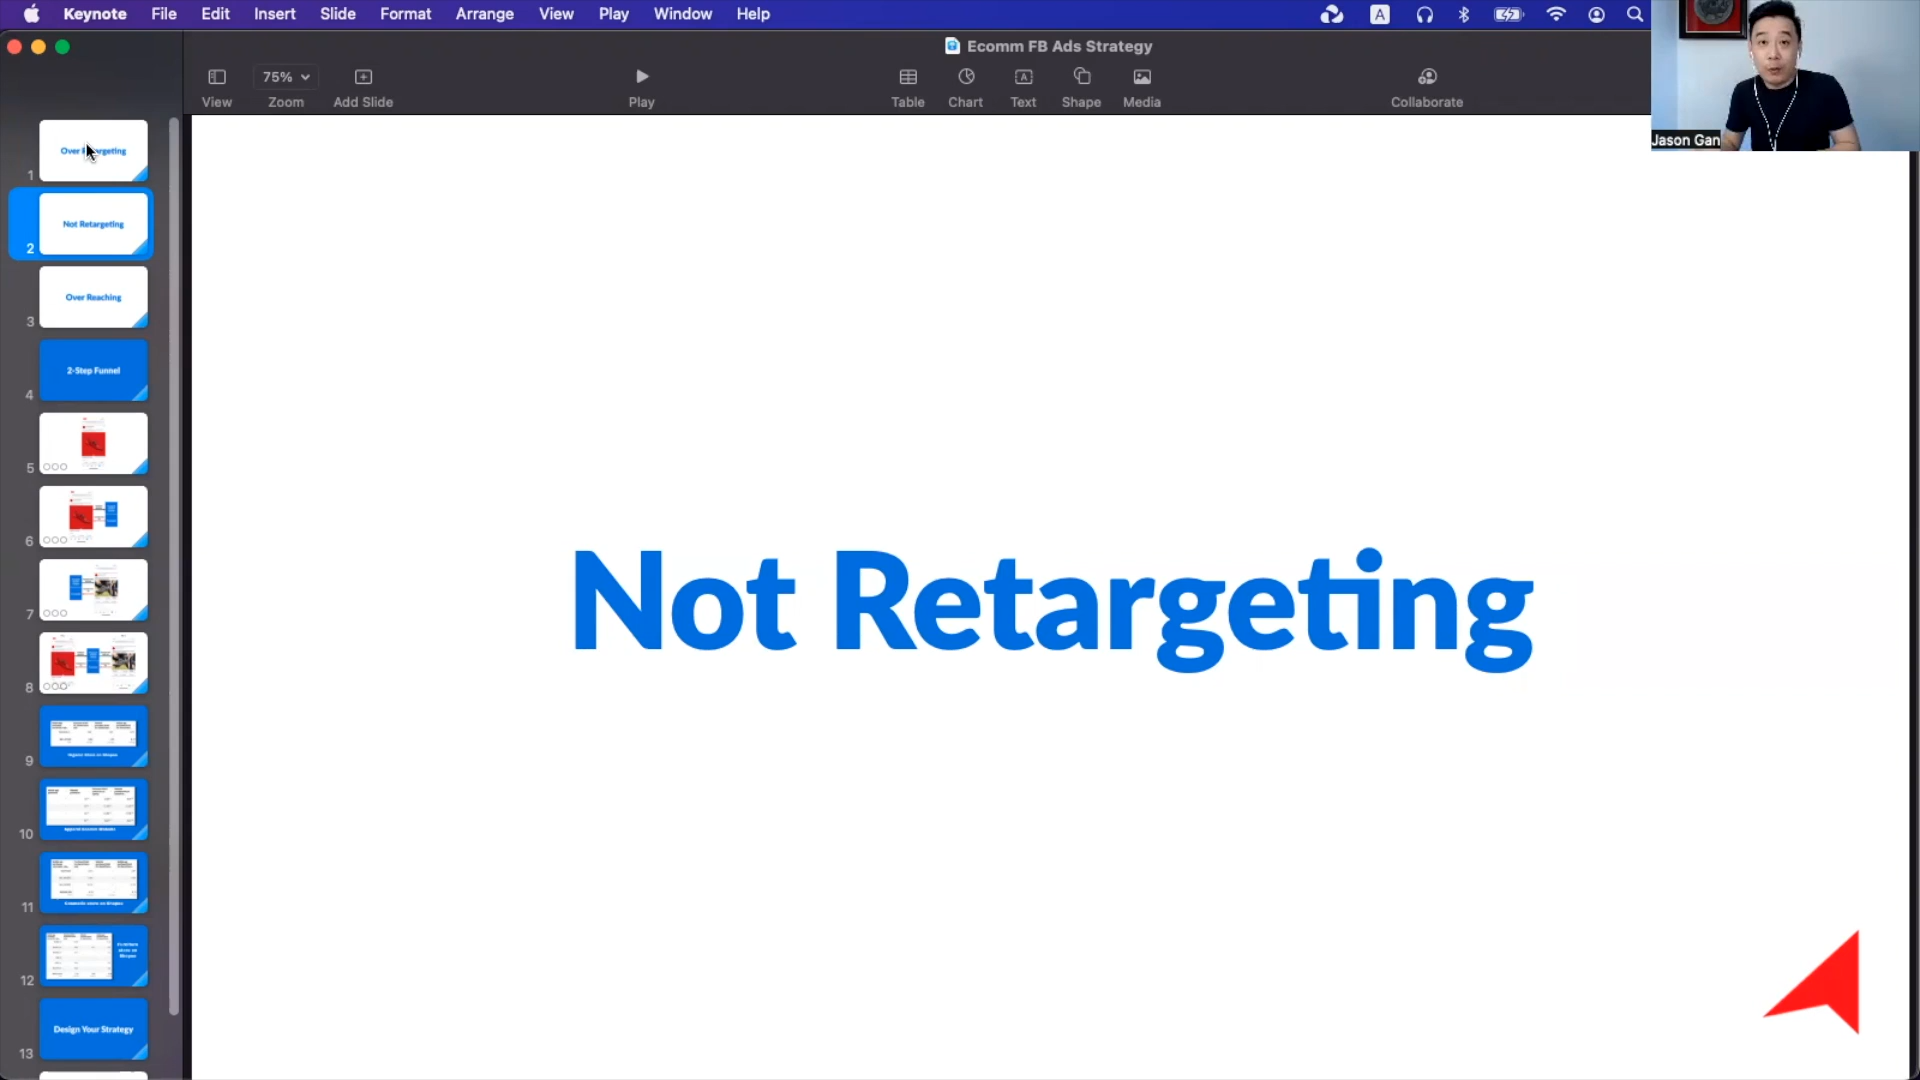 Keynote File Edit Insert Slide Format Arrange View Play Window Help
A
Ecomm FB Ads Strategy
75%
View Zoom Add Slide Play Table Chart Text Shape Media Collaborate
Jason Gan
Over Retargeting
1
Not Retargeting
2
Over Reaching
3
2-Step Funnel
4
5
6
7
8
9
10
11
12
Design Your Strategy
13
Not Retargeting